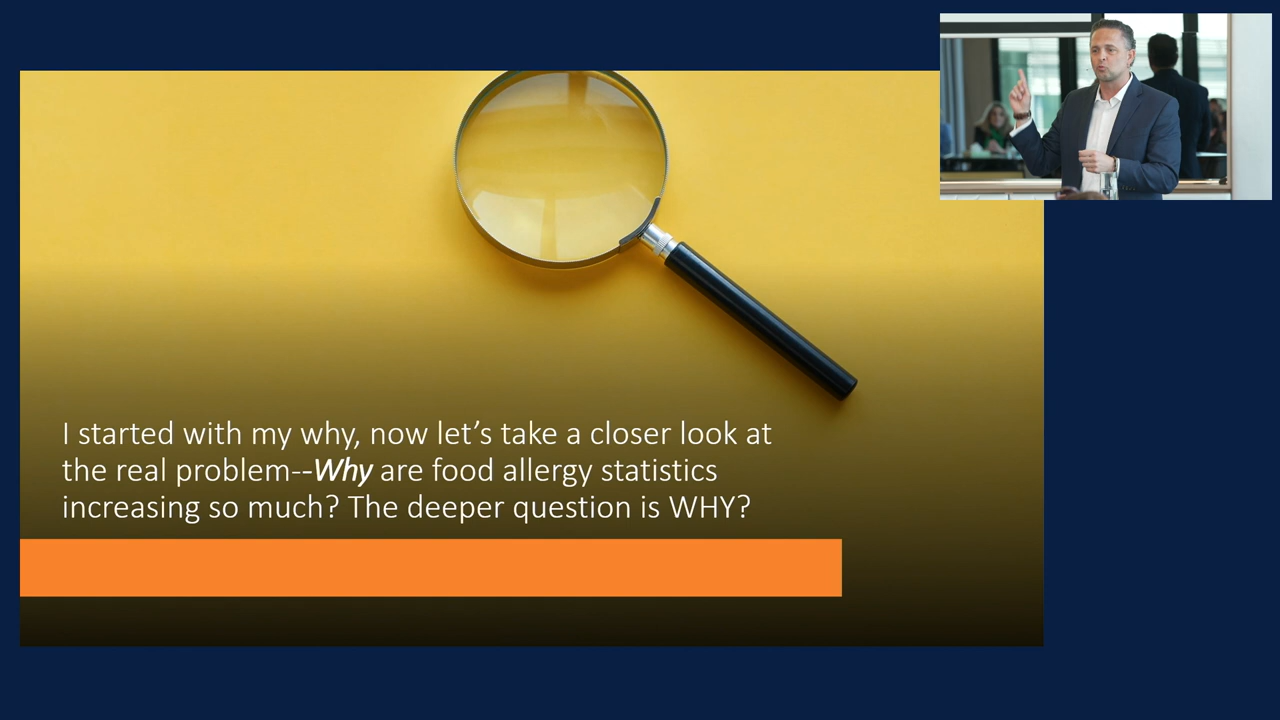 I started with my why, now let’s take a closer look at
the real problem--Why are food allergy statistics
increasing so much? The deeper question is WHY?